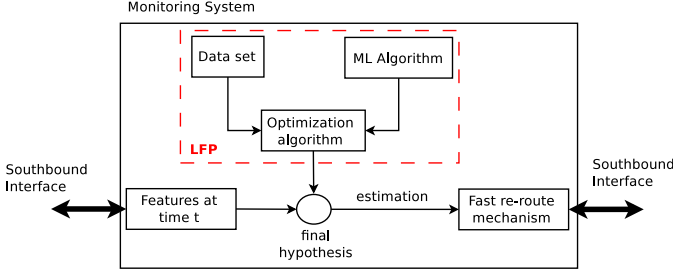 Monitoring System
Data set
ML Algorithm
Optimization
algorithm
LFP
Southbound
Interface
Southbound
Interface
Features at
time t
estimation
Fast re-route
mechanism
final
hypothesis